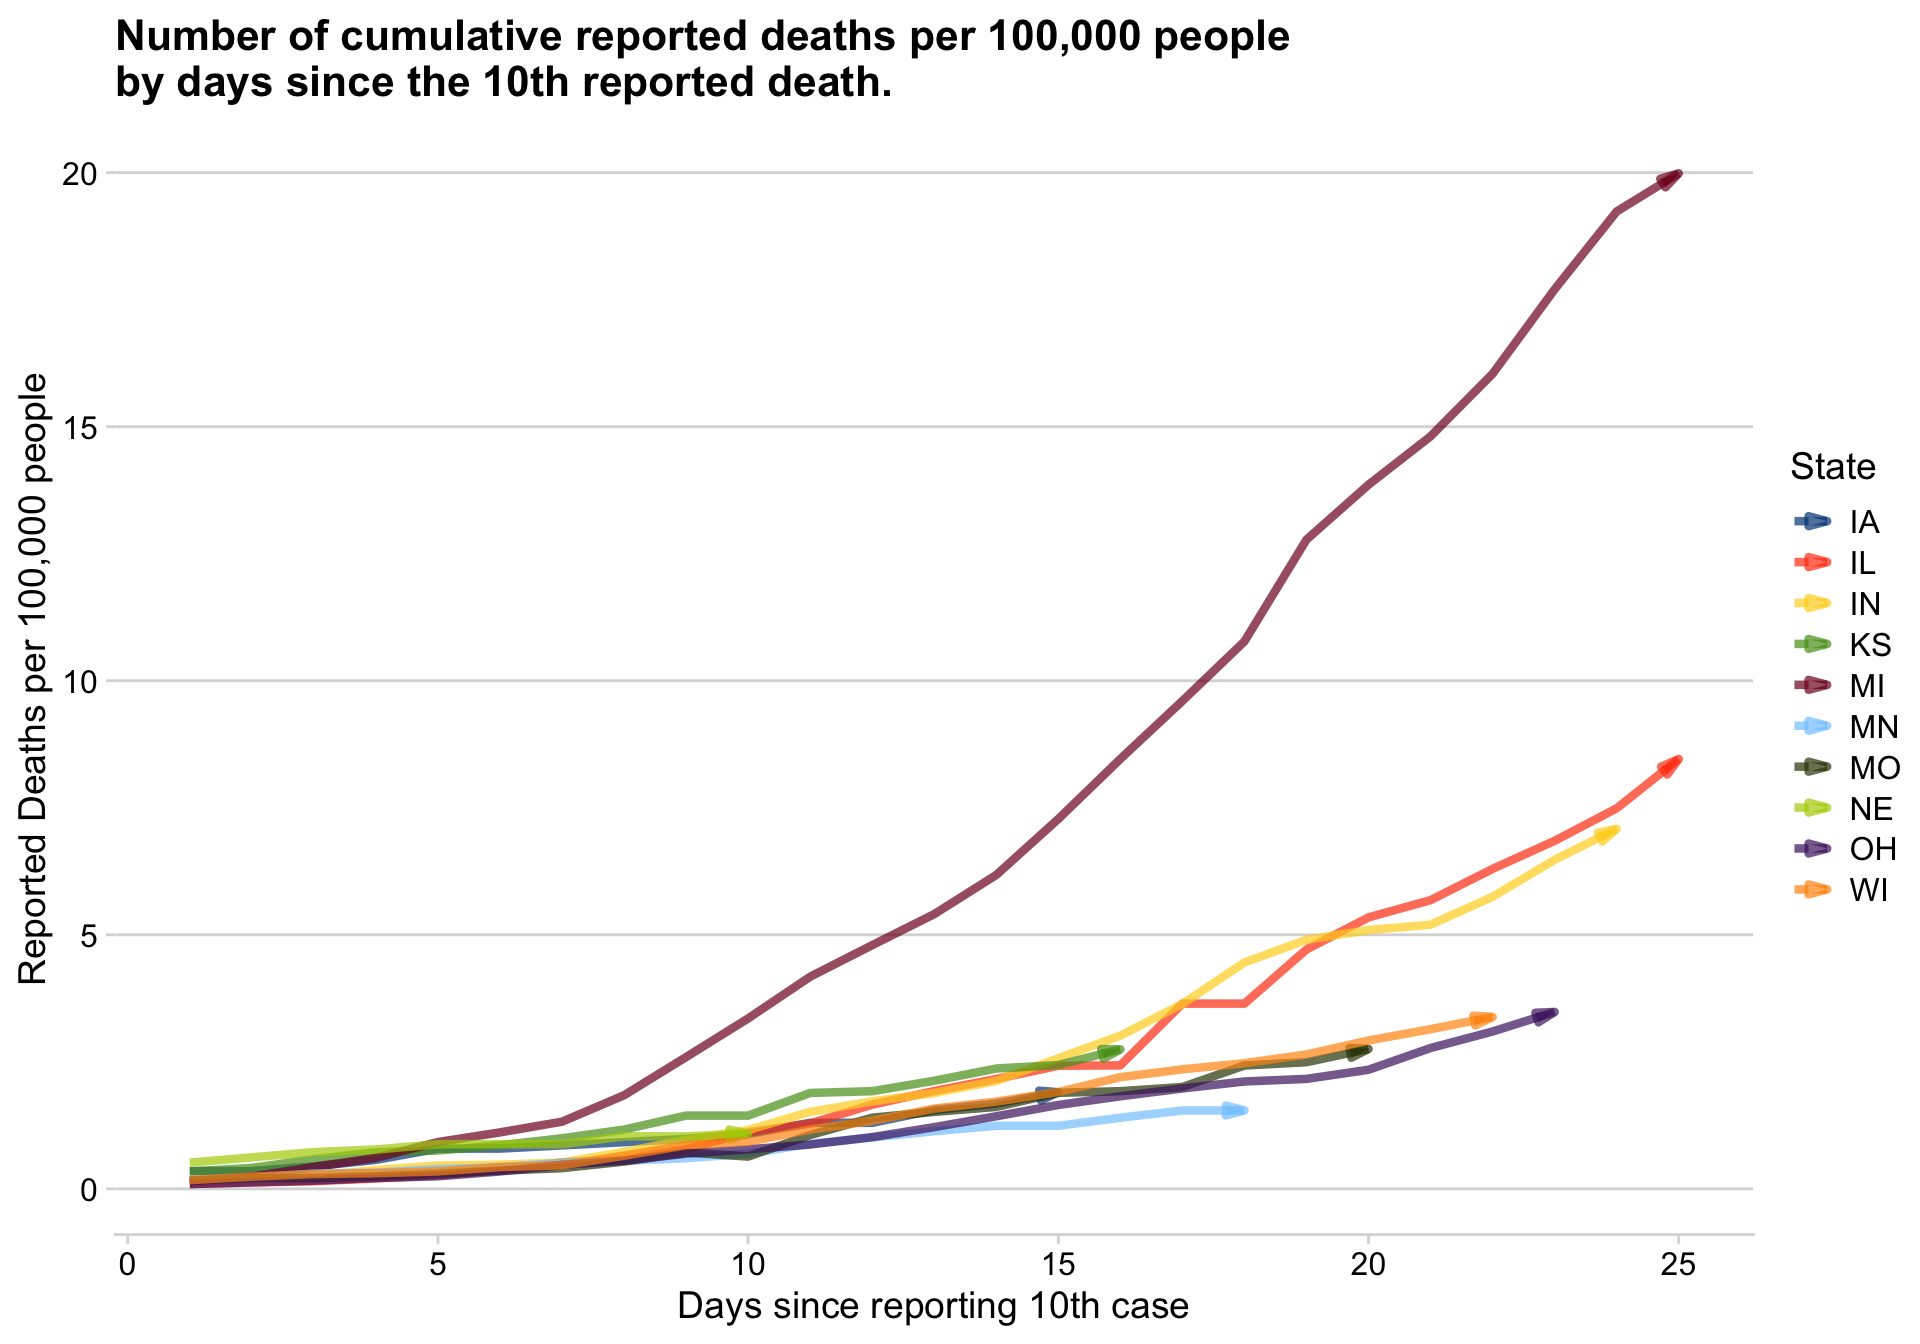 Number of cumulative reported deaths per 100,000 people
by days since the 10th reported death.
Reported Deaths per 100,000 people
20
15
10
5
0
0
5
10
15
20
25
Days since reporting 10th case
State
IA
IL
IN
KS
MI
MN
MO
NE
OH
WI